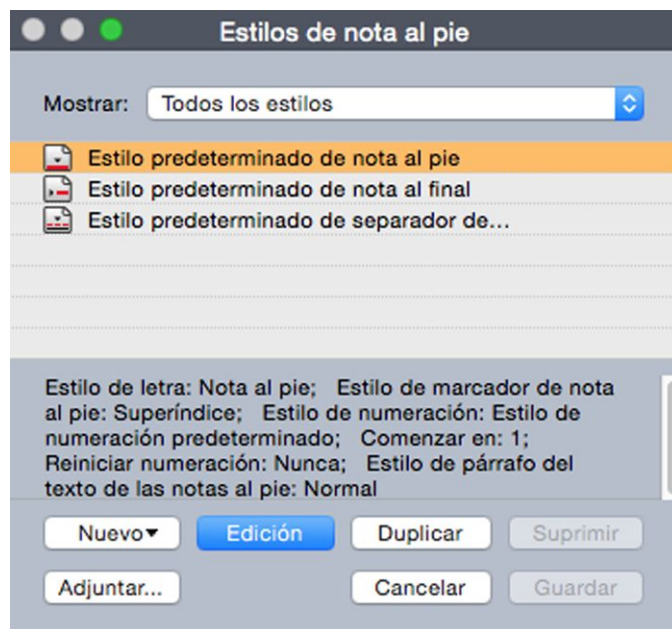 Estilos de nota al pie
Mostrar: Todos los estilos
Estilo predeterminado de nota al pie
Estilo predeterminado de nota al final
Estilo predeterminado de separador de...
Estilo de letra: Nota al pie; Estilo de marcador de nota
al pie: Superíndice; Estilo de numeración: Estilo de
numeración predeterminado; Comenzar en: 1;
Reiniciar numeración: Nunca; Estilo de párrafo del
texto de las notas al pie: Normal
Nuevo Edición Duplicar Suprimir
Adjuntar... Cancelar Guardar